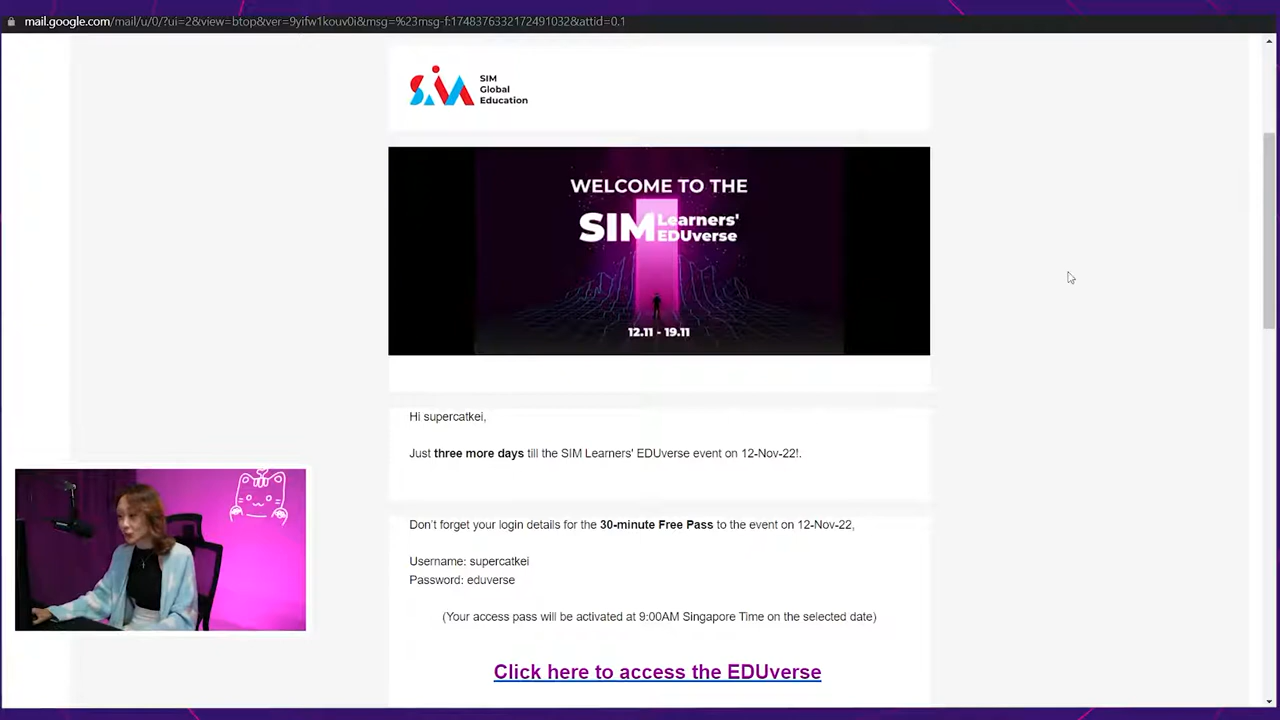 mail.google.com/mail/u/0/?ui=2&view=btop&ver=9yifw1kouv0i&msg=%23msg-f:1748376332172491032&attid=0.1
SIM
SIM
Global
Education
WELCOME TO THE
SIM Learners'
EDUverse
12.11 - 19.11
Hi supercatkei,
Just three more days till the SIM Learners' EDUverse event on 12-Nov-22!.
Don't forget your login details for the 30-minute Free Pass to the event on 12-Nov-22,
Username: supercatkei
Password: eduverse
(Your access pass will be activated at 9:00AM Singapore Time on the selected date)
Click here to access the EDUverse